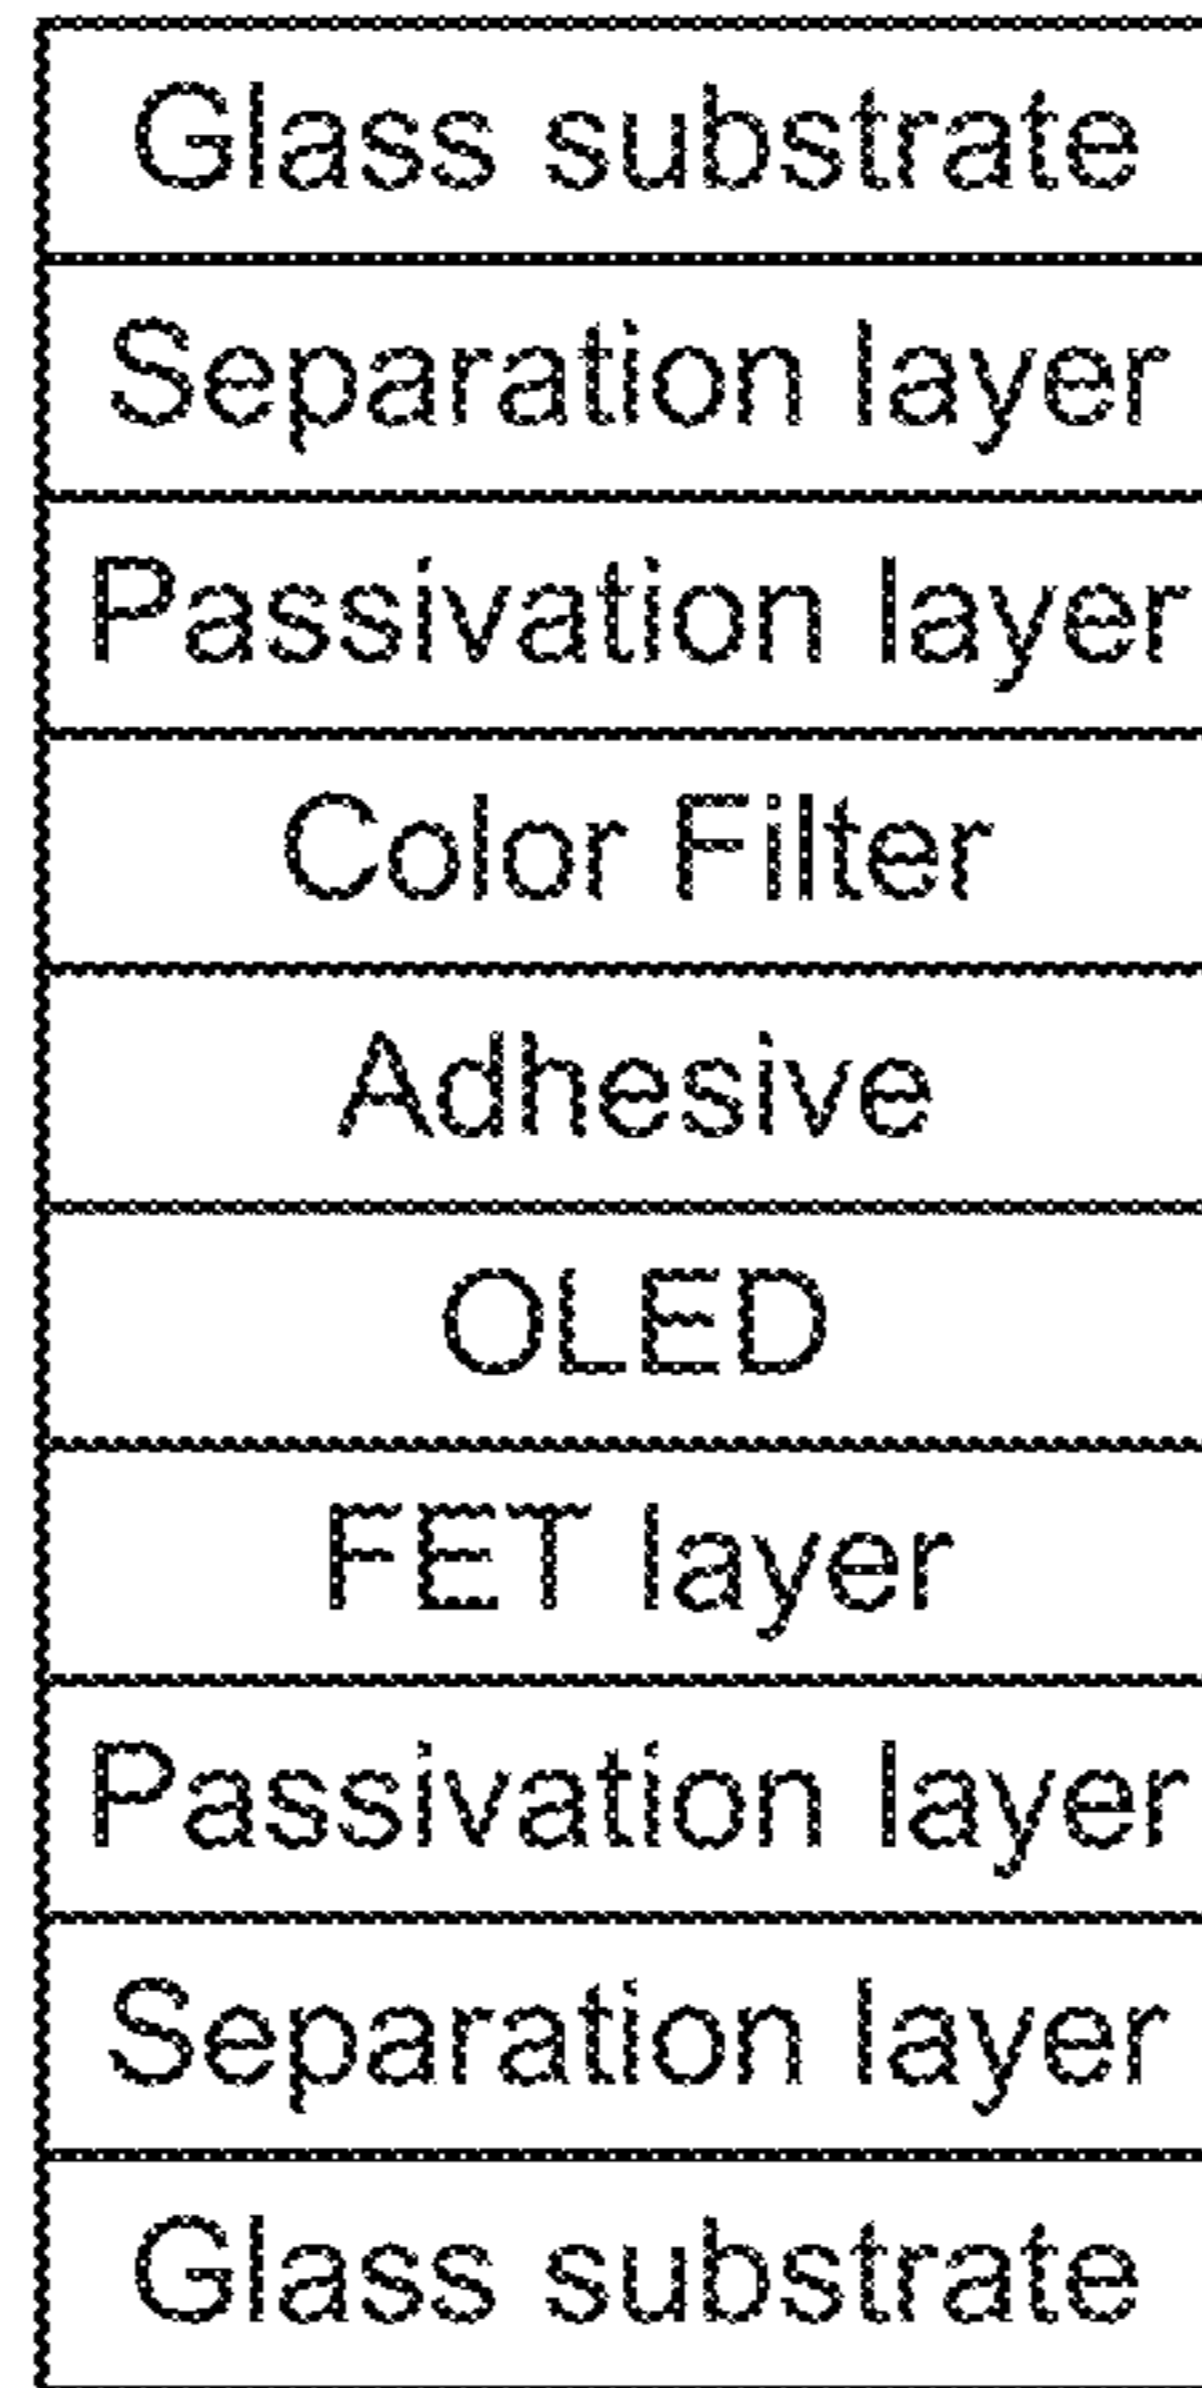 Glass substrate
Separation layer
Passivation layer
Color Filter
Adhesive
OLED
FET layer
Passivation layer
Separation layer
Glass substrate